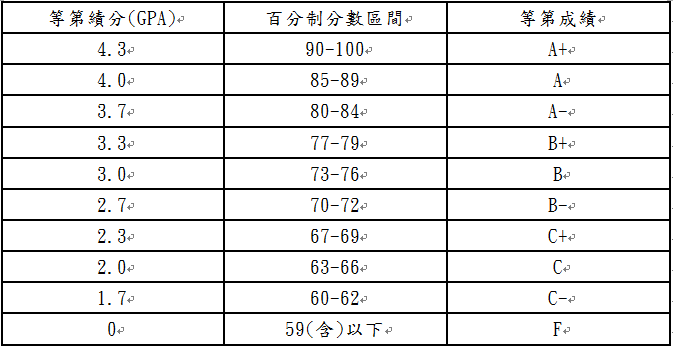 等第績分(GPA) 百分制分數區間 等第成績
4.3 90-100 A+
4.0 85-89 A
3.7 80-84 A-
3.3 77-79 B+
3.0 73-76 B
2.7 70-72 B-
2.3 67-69 C+
2.0 63-66 C
1.7 60-62 C-
0 59(含)以下 F